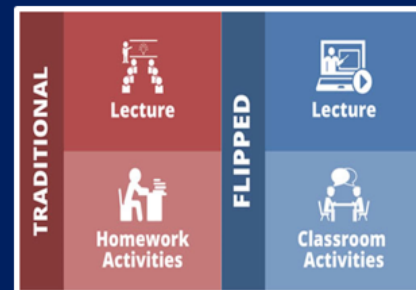 TRADITIONAL
Lecture
Homework
Activities
FLIPPED
Lecture
Classroom
Activities